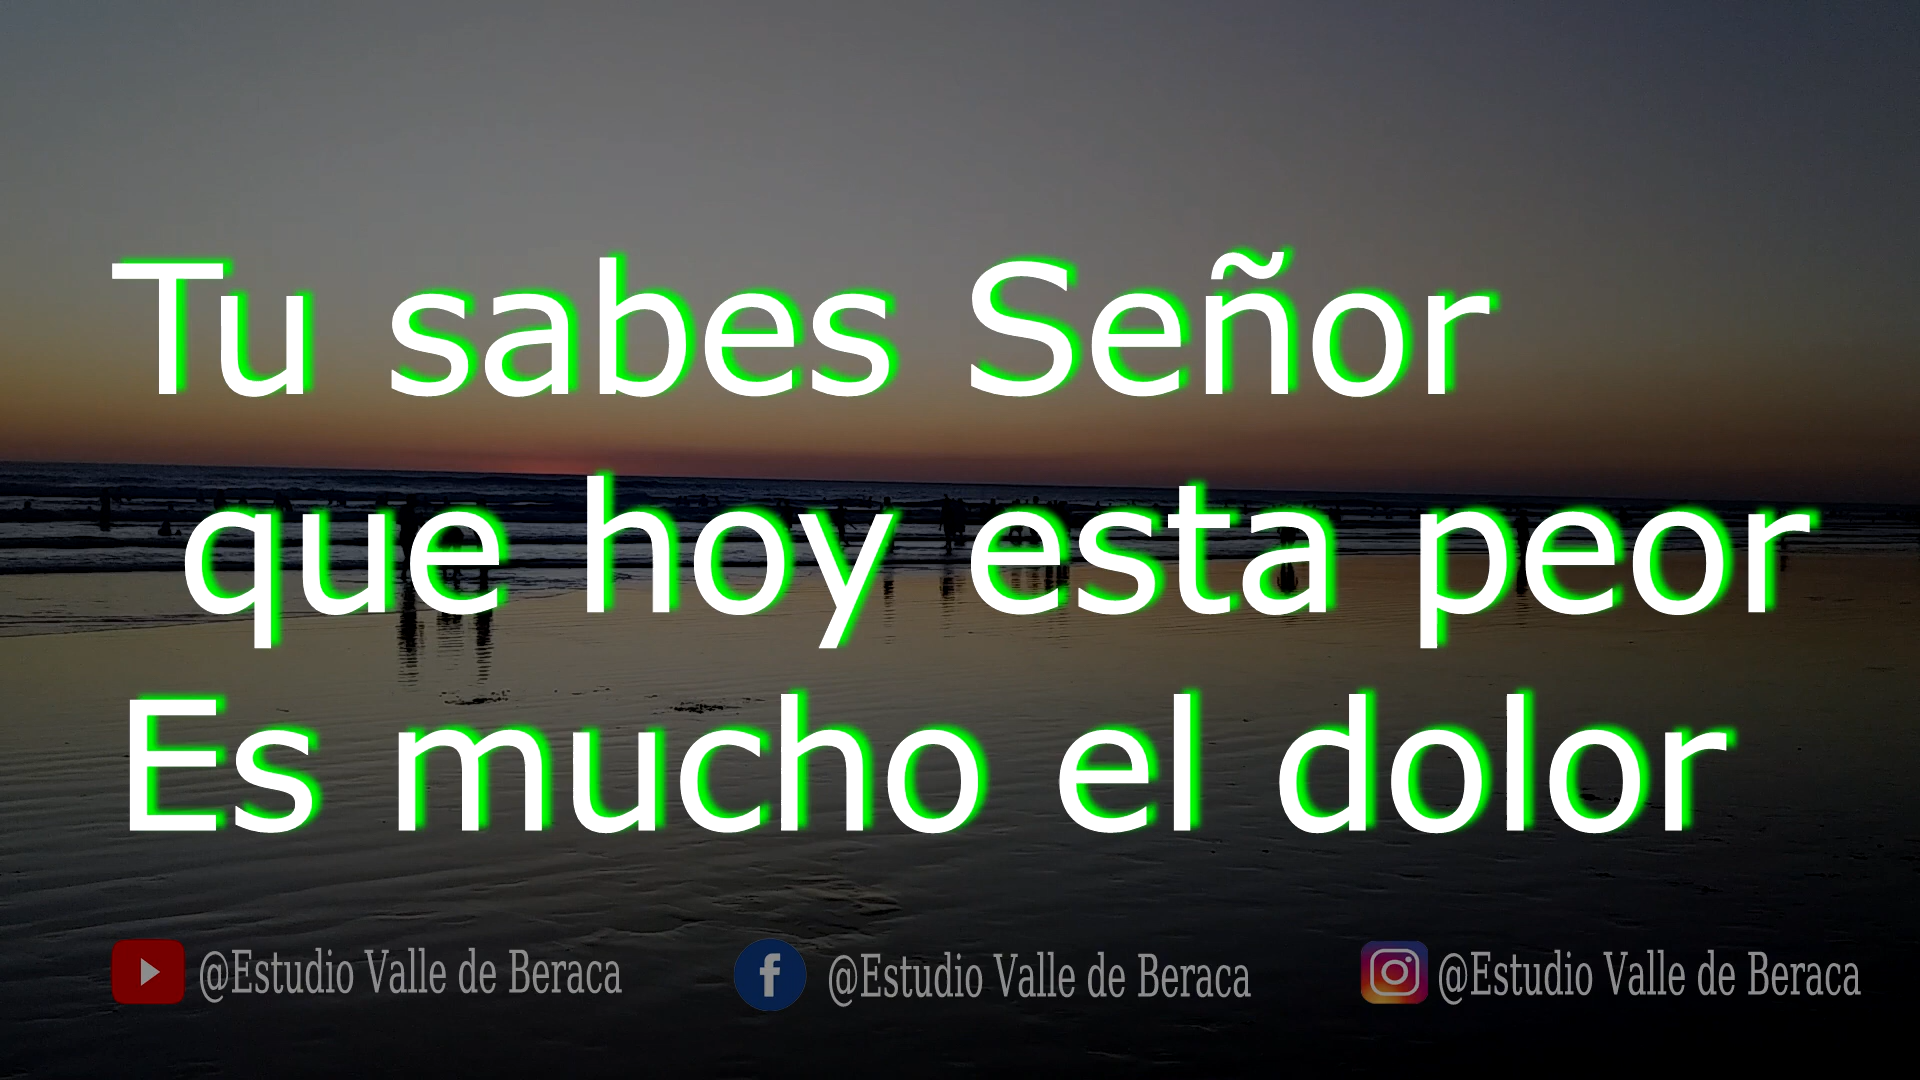 Tu sabes Señor
que hoy esta peor
Es mucho el dolor
@Estudio Valle de Beraca @Estudio Valle de Beraca @Estudio Valle de Beraca